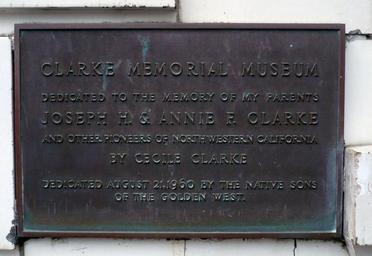 CLARKE MEMORIAL MUSEUM
DEDICATED TO THE MEMORY OF MY PARENTS
JOSEPH H. & ANNIE F. CLARKE
AND OTHER PIONEERS OF NORTHWESTERN CALIFORNIA
BY CECILE CLARKE
DEDICATED AUGUST 21, 1960 BY THE NATIVE SONS
OF THE GOLDEN WEST.